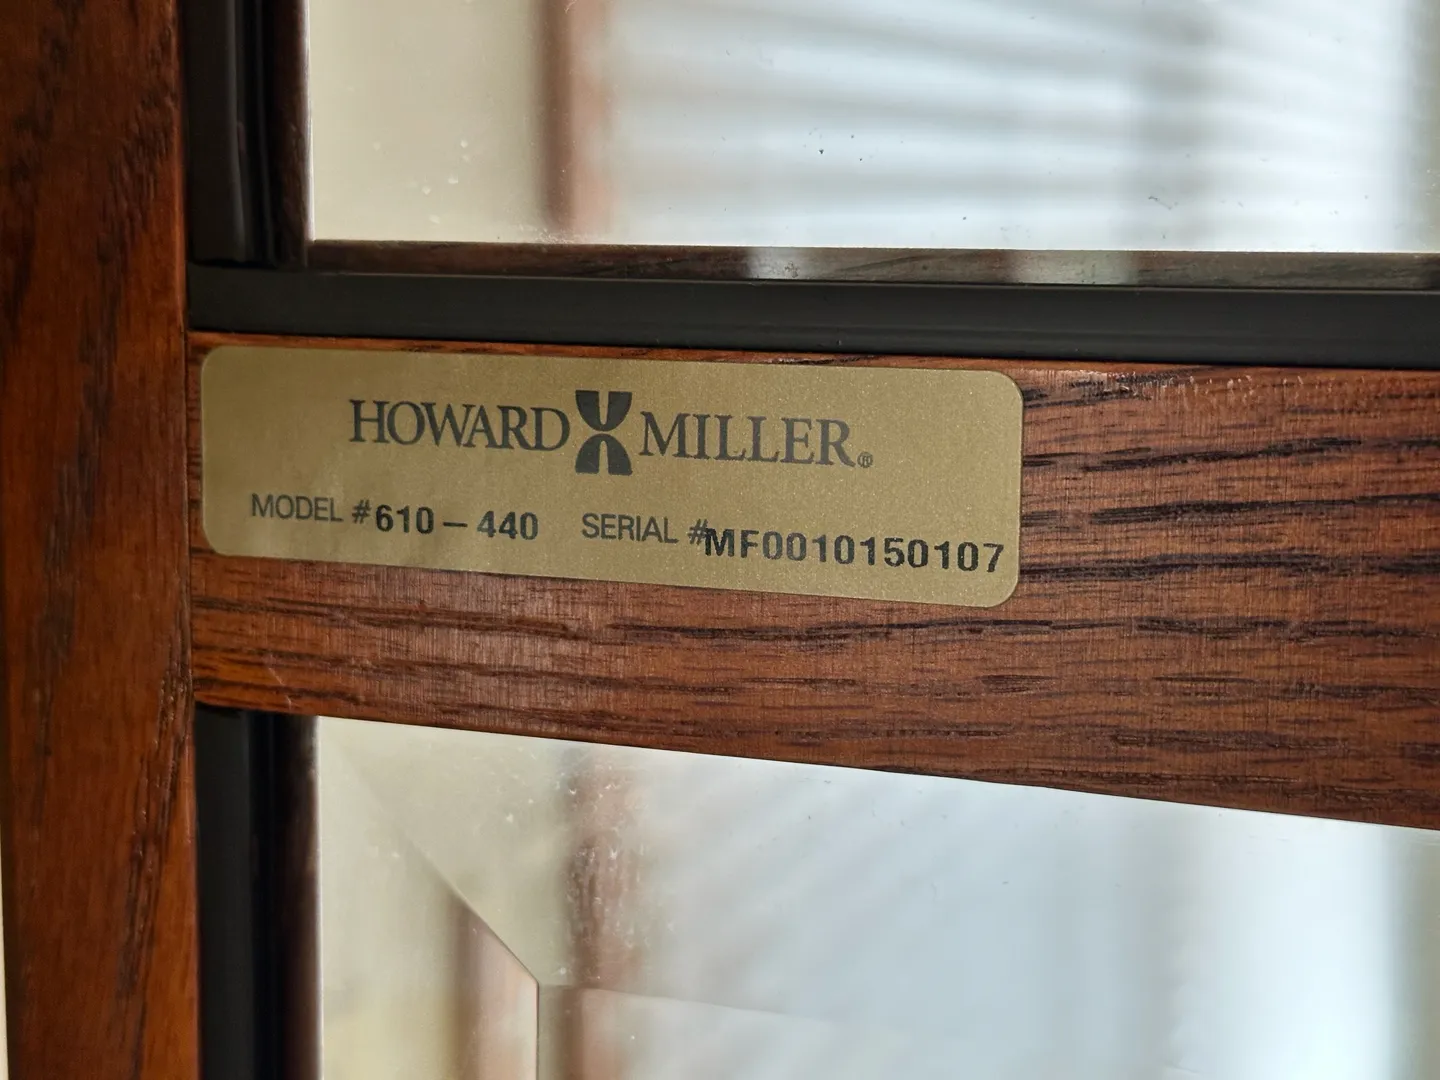 HOWARD MILLER®
MODEL #610-440 SERIAL #MF0010150107